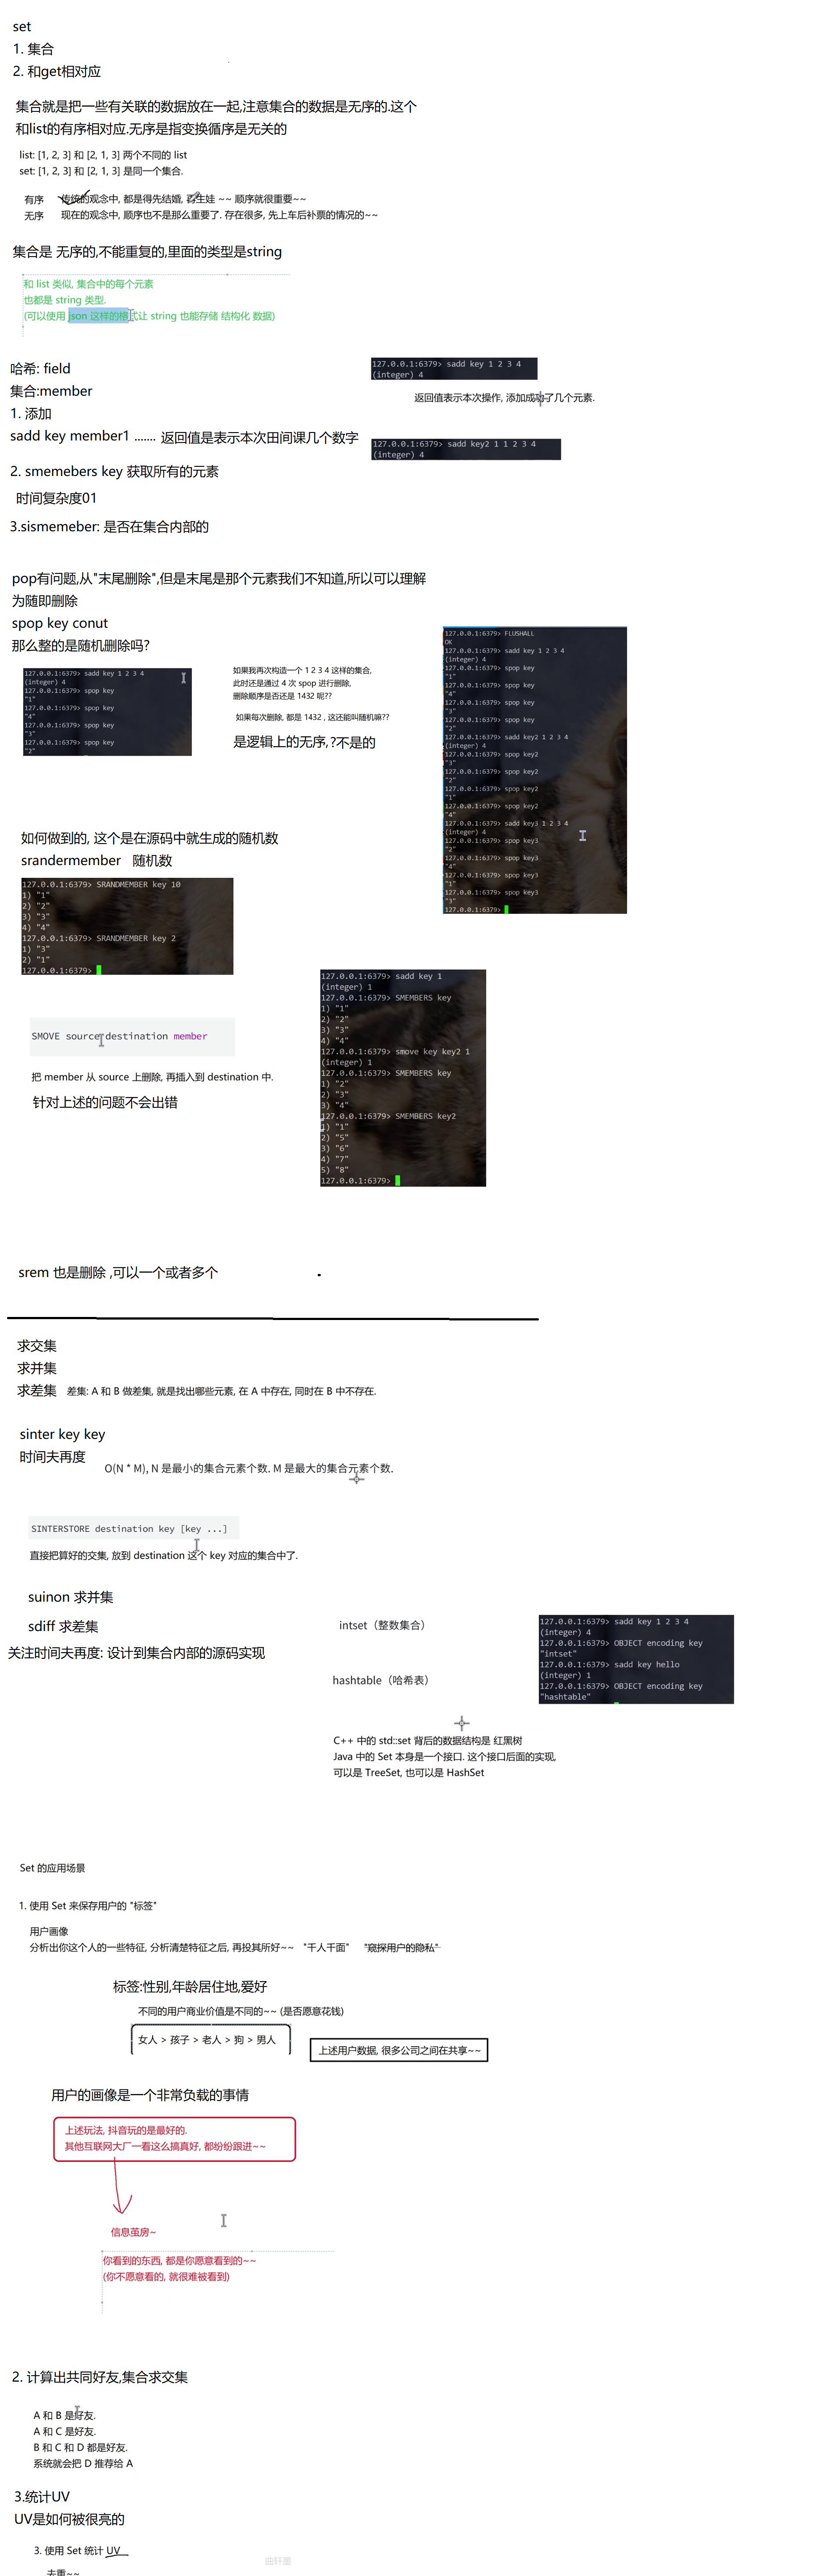 set
1. 集合
2. 和get相对应
集合就是把一些有关联的数据放在一起,注意集合的数据是无序的.这个
和list的有序相对应.无序是指变换循序是无关的
list: [1, 2, 3] 和 [2, 1, 3] 两个不同的 list
set: [1, 2, 3] 和 [2, 1, 3] 是同一个集合.
有序 传统的观念中, 都是得先结婚, 再生娃 ~~ 顺序就很重要~~
无序 现在的观念中, 顺序也不是那么重要了. 存在很多, 先上车后补票的情况的~~
集合是 无序的,不能重复的,里面的类型是string
和 list 类似, 集合中的每个元素
也都是 string 类型.
(可以使用 json 这样的格式让 string 也能存储 结构化 数据)
哈希: field
集合:member
1. 添加
sadd key member1 ....... 返回值是表示本次田间课几个数字
127.0.0.1:6379> sadd key 1 2 3 4
(integer) 4
返回值表示本次操作, 添加成功了几个元素.
127.0.0.1:6379> sadd key2 1 1 2 3 4
(integer) 4
2. smemebers key 获取所有的元素
时间复杂度01
3.sismemeber: 是否在集合内部的
pop有问题,从"末尾删除",但是末尾是那个元素我们不知道,所以可以理解
为随即删除
spop key conut
那么整的是随机删除吗?
127.0.0.1:6379> sadd key 1 2 3 4
(integer) 4
127.0.0.1:6379> spop key
"1"
127.0.0.1:6379> spop key
"4"
127.0.0.1:6379> spop key
"3"
127.0.0.1:6379> spop key
"2"
如果我再次构造一个 1 2 3 4 这样的集合,
此时还是通过 4 次 spop 进行删除,
删除顺序是否还是 1432 呢??
如果每次删除, 都是 1432 , 这还能叫随机嘛??
是逻辑上的无序,?不是的
127.0.0.1:6379> FLUSHALL
OK
127.0.0.1:6379> sadd key 1 2 3 4
(integer) 4
127.0.0.1:6379> spop key
"1"
127.0.0.1:6379> spop key
"4"
127.0.0.1:6379> spop key
"3"
127.0.0.1:6379> spop key
"2"
127.0.0.1:6379> sadd key2 1 2 3 4
(integer) 4
127.0.0.1:6379> spop key2
"3"
127.0.0.1:6379> spop key2
"2"
127.0.0.1:6379> spop key2
"1"
127.0.0.1:6379> spop key2
"4"
127.0.0.1:6379> sadd key3 1 2 3 4
(integer) 4
127.0.0.1:6379> spop key3
"2"
127.0.0.1:6379> spop key3
"4"
127.0.0.1:6379> spop key3
"1"
127.0.0.1:6379> spop key3
"3"
127.0.0.1:6379>
如何做到的, 这个是在源码中就生成的随机数
srandermember 随机数
127.0.0.1:6379> SRANDMEMBER key 10
1) "1"
2) "2"
3) "3"
4) "4"
127.0.0.1:6379> SRANDMEMBER key 2
1) "3"
2) "1"
127.0.0.1:6379>
SMOVE source destination member
把 member 从 source 上删除, 再插入到 destination 中.
针对上述的问题不会出错
127.0.0.1:6379> sadd key 1
(integer) 1
127.0.0.1:6379> SMEMBERS key
1) "1"
2) "2"
3) "3"
4) "4"
127.0.0.1:6379> smove key key2 1
(integer) 1
127.0.0.1:6379> SMEMBERS key
1) "2"
2) "3"
3) "4"
127.0.0.1:6379> SMEMBERS key2
1) "1"
2) "5"
3) "6"
4) "7"
5) "8"
127.0.0.1:6379>
srem 也是删除 ,可以一个或者多个
求交集
求并集
求差集 差集: A 和 B 做差集, 就是找出哪些元素, 在 A 中存在, 同时在 B 中不存在.
sinter key key
时间夫再度 O(N * M), N 是最小的集合元素个数. M 是最大的集合元素个数.
SINTERSTORE destination key [key ...]
直接把算好的交集, 放到 destination 这个 key 对应的集合中了.
suinon 求并集
sdiff 求差集
关注时间夫再度: 设计到集合内部的源码实现
intset（整数集合）
hashtable（哈希表）
127.0.0.1:6379> sadd key 1 2 3 4
(integer) 4
127.0.0.1:6379> OBJECT encoding key
"intset"
127.0.0.1:6379> sadd key hello
(integer) 1
127.0.0.1:6379> OBJECT encoding key
"hashtable"
C++ 中的 std::set 背后的数据结构是 红黑树
Java 中的 Set 本身是一个接口. 这个接口后面的实现,
可以是 TreeSet, 也可以是 HashSet
Set 的应用场景
1. 使用 Set 来保存用户的 "标签"
用户画像
分析出你这个人的一些特征, 分析清楚特征之后, 再投其所好~~ "千人千面" "窥探用户的隐私"
标签:性别,年龄居住地,爱好
不同的用户商业价值是不同的~~ (是否愿意花钱)
女人 > 孩子 > 老人 > 狗 > 男人
上述用户数据, 很多公司之间在共享~~
用户的画像是一个非常负载的事情
上述玩法, 抖音玩的是最好的.
其他互联网大厂一看这么搞真好, 都纷纷跟进~~
信息茧房~
你看到的东西, 都是你愿意看到的~~
(你不愿意看的, 就很难被看到)
2. 计算出共同好友,集合求交集
A 和 B 是好友.
A 和 C 是好友.
B 和 C 和 D 都是好友.
系统就会把 D 推荐给 A
3.统计UV
UV是如何被很亮的
3. 使用 Set 统计 UV
去重~~